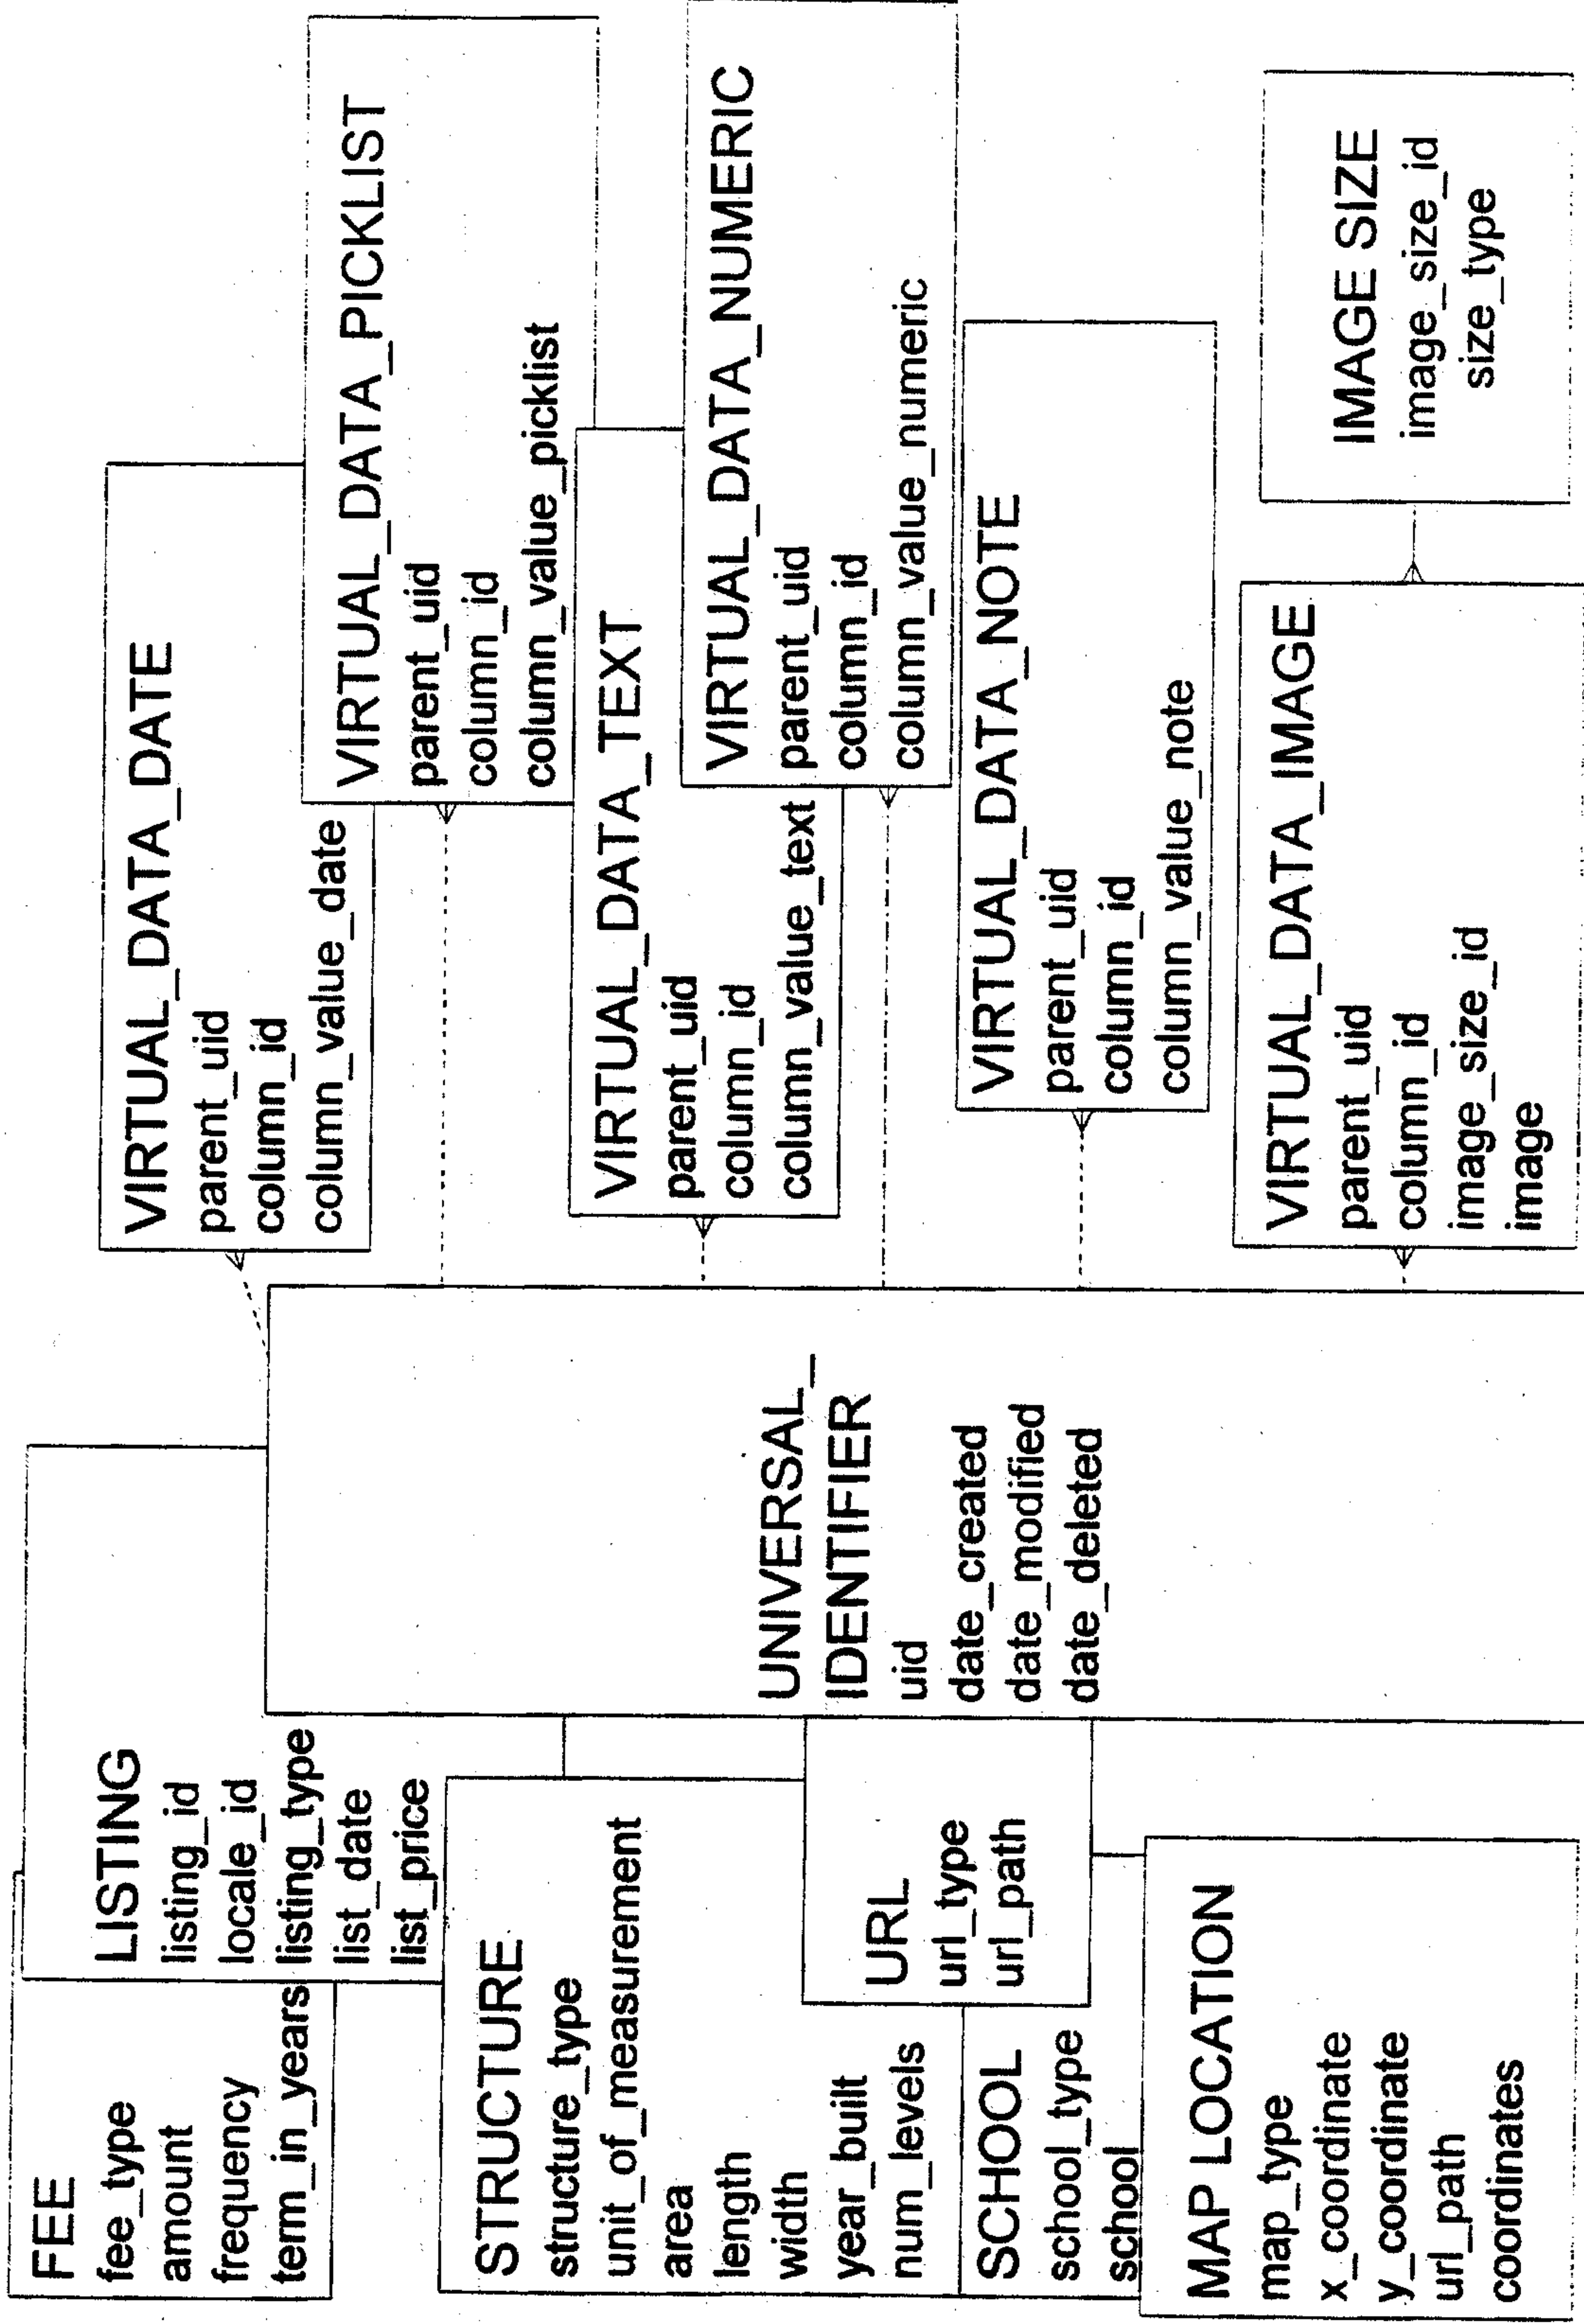 FEE
fee_type
amount
frequency
term_in_years
LISTING
listing_id
locale_id
listing_type
list_date
list_price
STRUCTURE
structure_type
unit_of_measurement
area
length
width
year_built
num_levels
URL
url_type
url_path
SCHOOL
school_type
school
MAP LOCATION
map_type
x_coordinate
y_coordinate
url_path
coordinates
UNIVERSAL_
IDENTIFIER
uid
date_created
date_modified
date_deleted
VIRTUAL_DATA_DATE
parent_uid
column_id
column_value_date
VIRTUAL_DATA_PICKLIST
parent_uid
column_id
column_value_picklist
VIRTUAL_DATA_TEXT
parent_uid
column_id
column_value_text
VIRTUAL_DATA_NUMERIC
parent_uid
column_id
column_value_numeric
VIRTUAL_DATA_NOTE
parent_uid
column_id
column_value_note
VIRTUAL_DATA_IMAGE
parent_uid
column_id
image_size_id
image
IMAGE SIZE
image_size_id
size_type